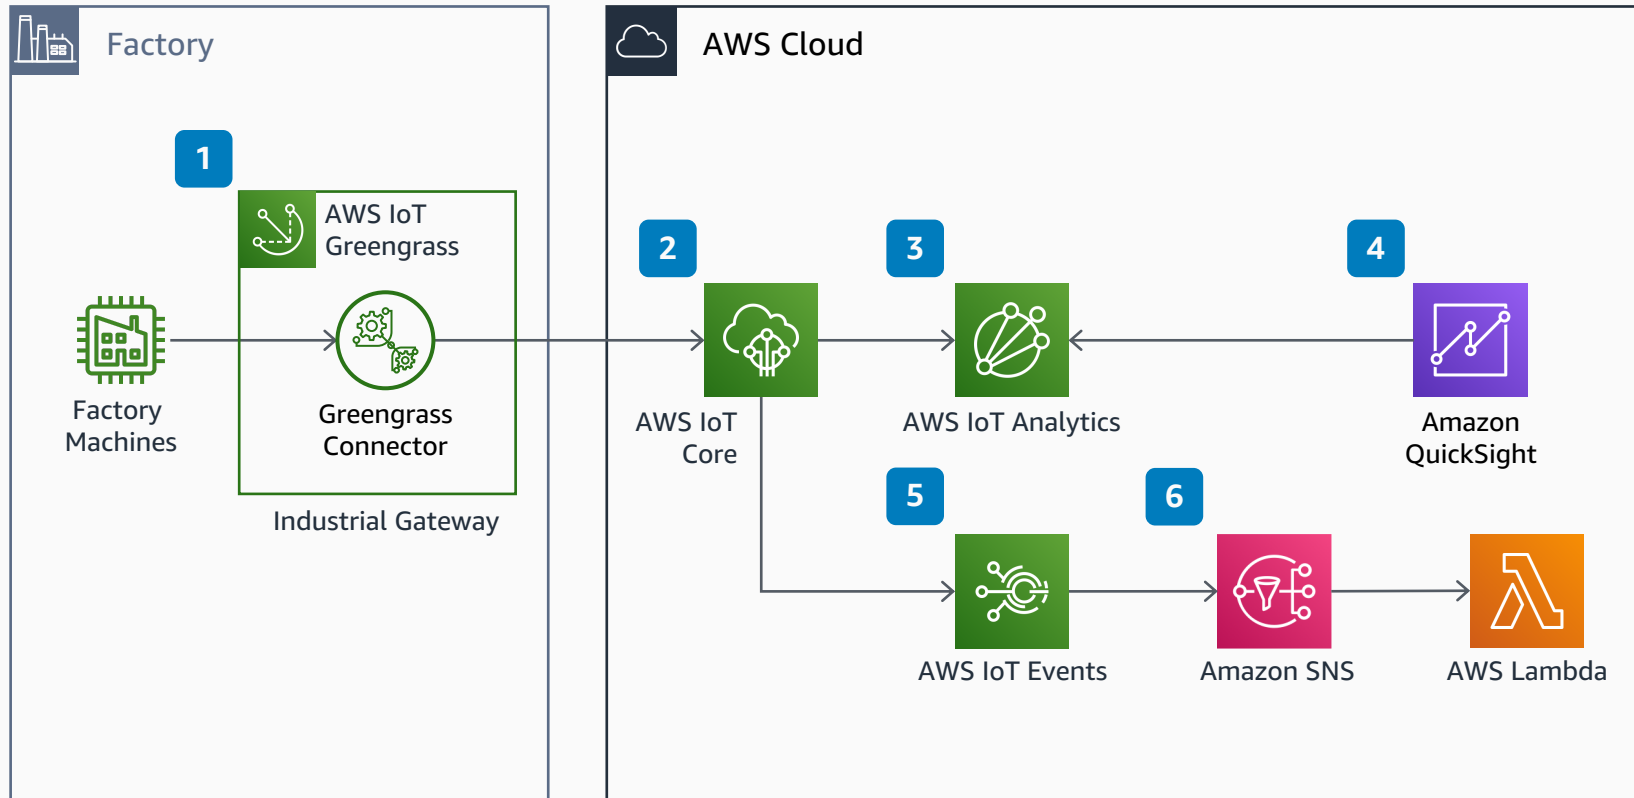 Factory
AWS Cloud
1
AWS IoT
Greengrass
2
3
4
Factory
Machines
Greengrass
Connector
AWS IoT
Core
AWS IoT Analytics
Amazon
QuickSight
Industrial Gateway
5
6
AWS IoT Events
Amazon SNS
AWS Lambda